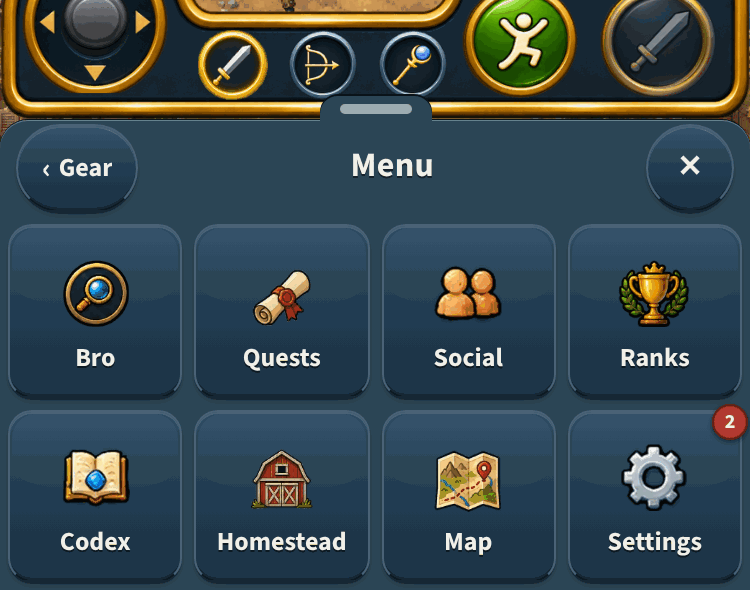 ‹ Gear
Menu
✕
Bro
Quests
Social
Ranks
2
Codex
Homestead
Map
Settings